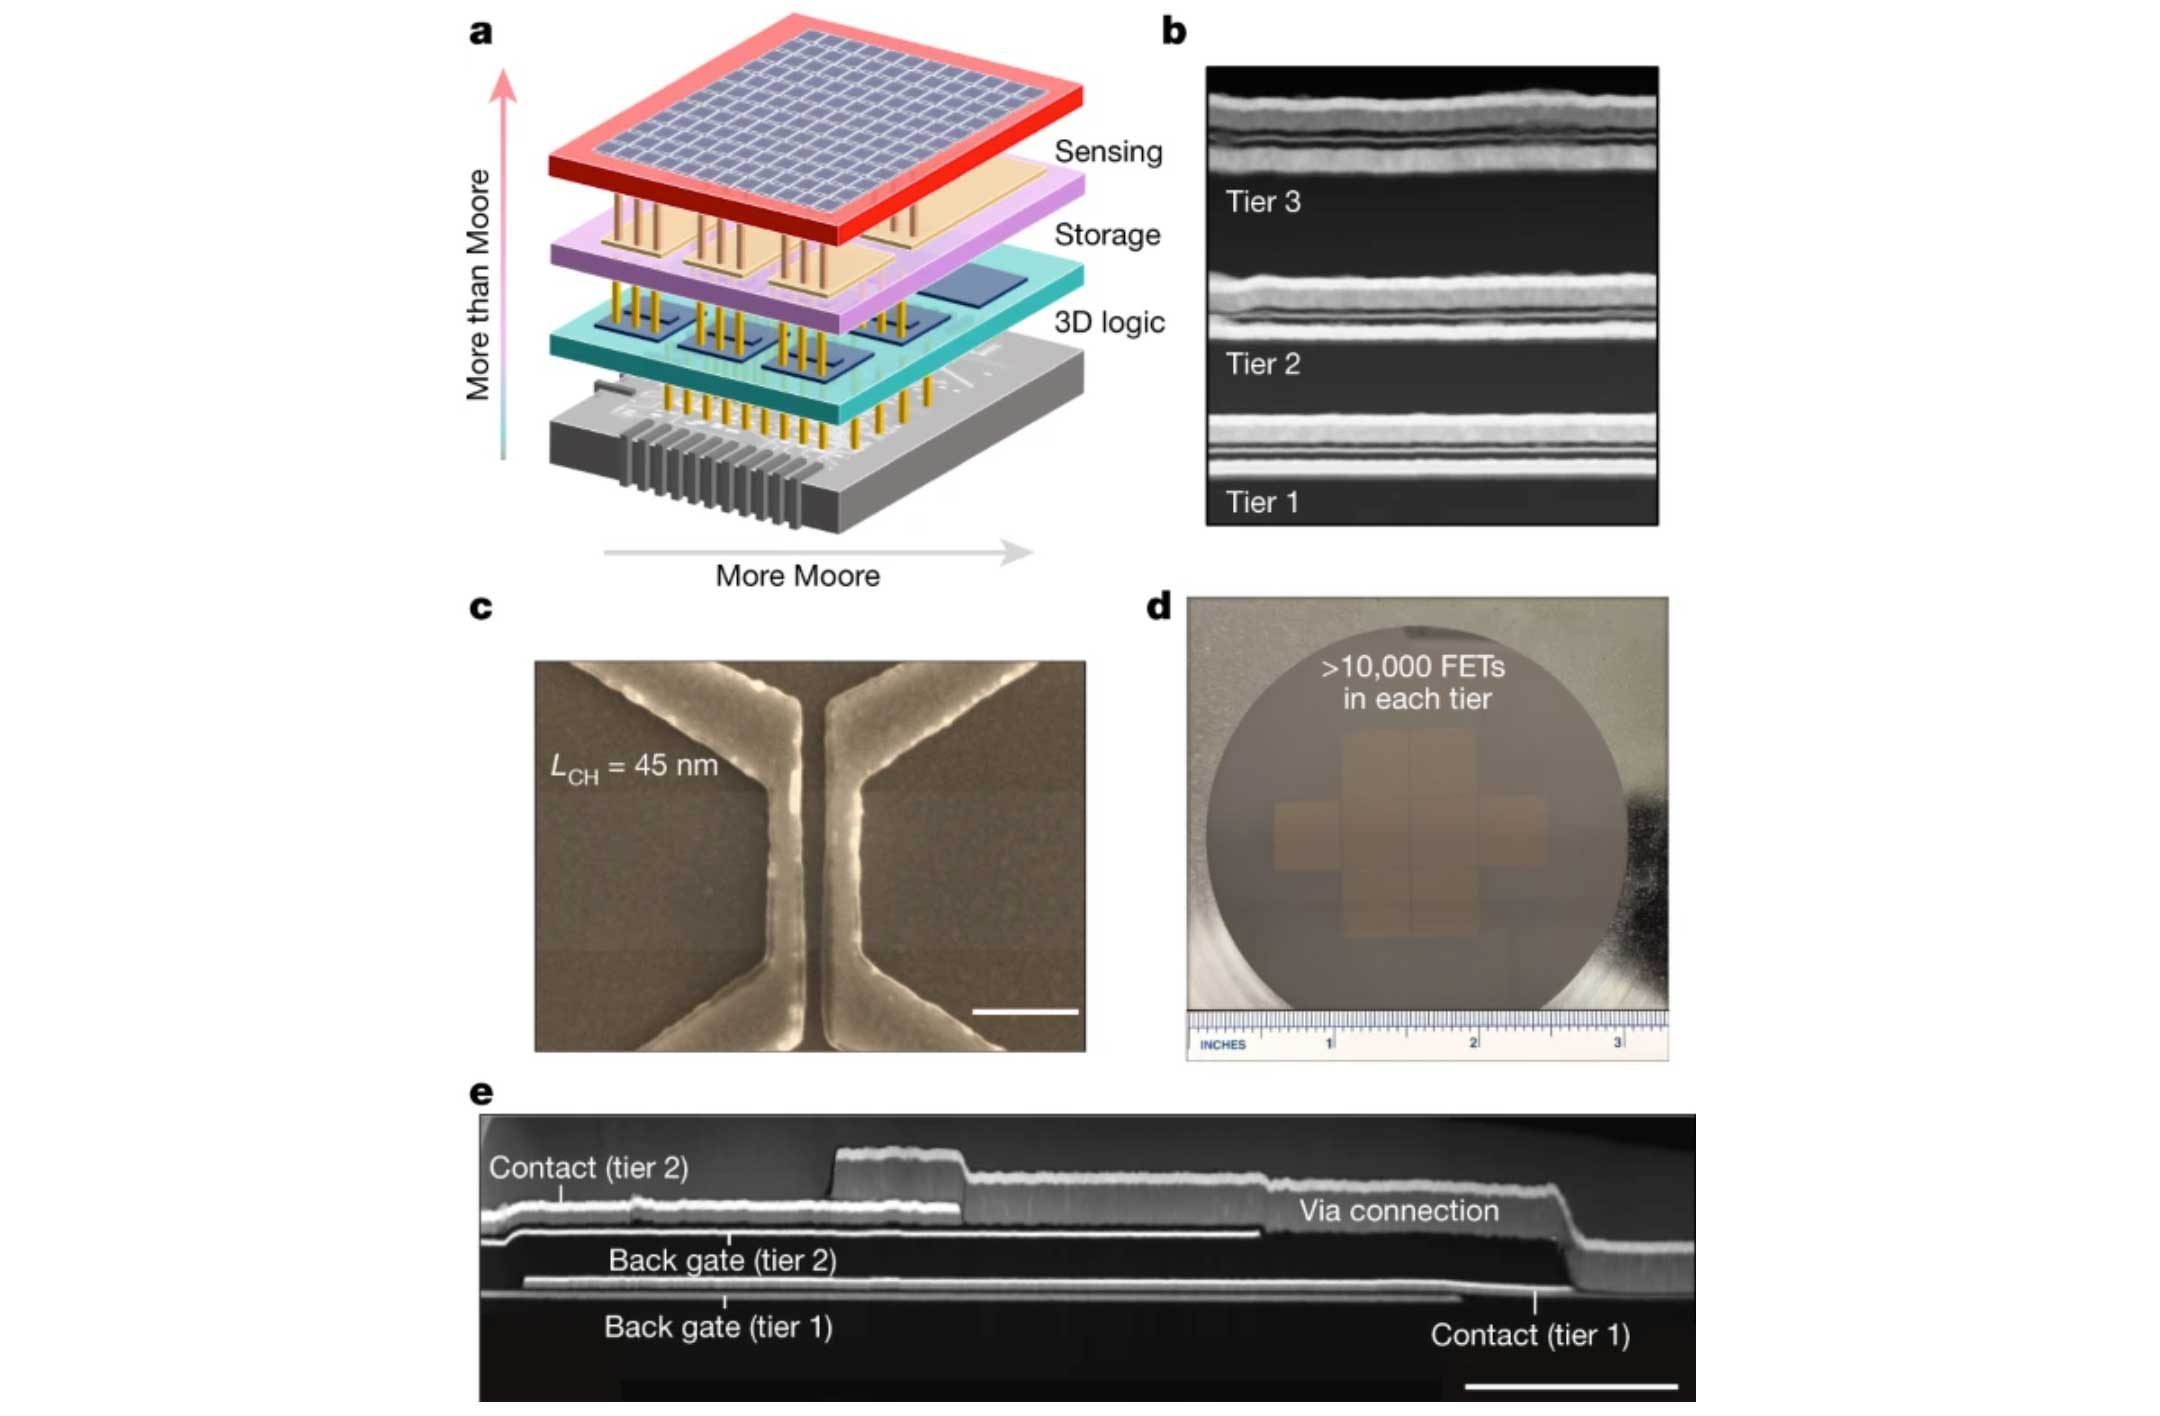 a
More than Moore
Sensing
Storage
3D logic
More Moore
b
Tier 3
Tier 2
Tier 1
c
LCH = 45 nm
d
>10,000 FETs
in each tier
INCHES 1 2 3
e
Contact (tier 2)
Via connection
Back gate (tier 2)
Back gate (tier 1)
Contact (tier 1)